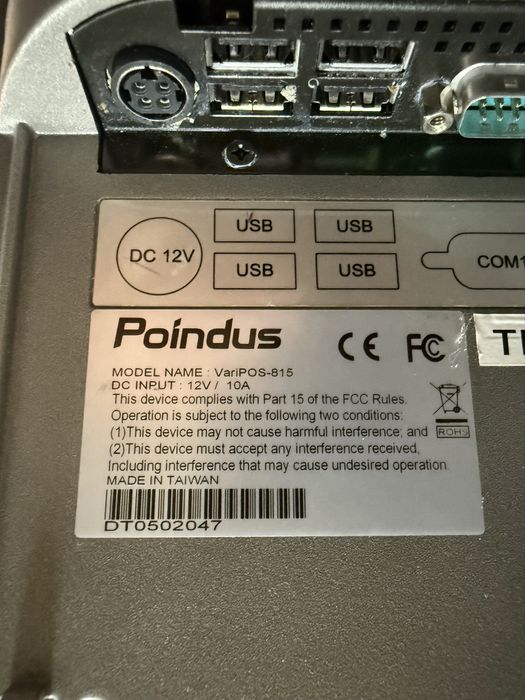 DC 12V
USB
USB
USB
USB
COM1
Poindus
CE FC
MODEL NAME : VariPOS-815
DC INPUT : 12V / 10A
This device complies with Part 15 of the FCC Rules.
Operation is subject to the following two conditions:
(1)This device may not cause harmful interference; and
(2)This device must accept any interference received,
Including interference that may cause undesired operation.
ROHS
MADE IN TAIWAN
DT0502047